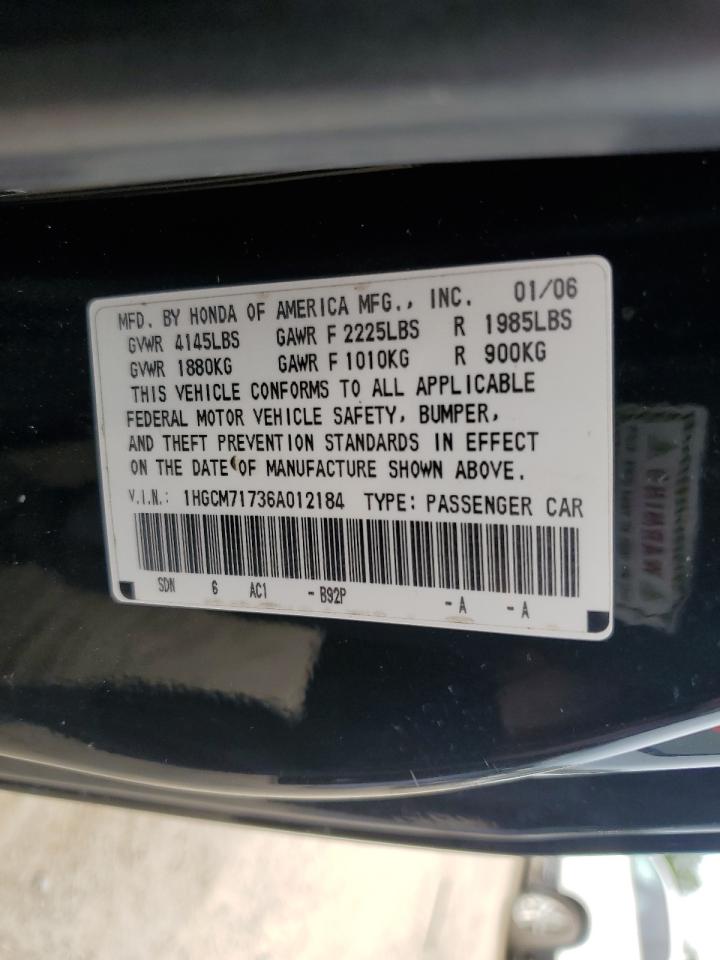 MFD. BY HONDA OF AMERICA MFG., INC. 01/06
GVWR 4145LBS GAWR F 2225LBS R 1985LBS
GVWR 1880KG GAWR F 1010KG R 900KG
THIS VEHICLE CONFORMS TO ALL APPLICABLE
FEDERAL MOTOR VEHICLE SAFETY, BUMPER,
AND THEFT PREVENTION STANDARDS IN EFFECT
ON THE DATE OF MANUFACTURE SHOWN ABOVE.
V.I.N.: 1HGCM71736A012184 TYPE: PASSENGER CAR
SDN 6 AC1 - B92P - A - A
WARNING